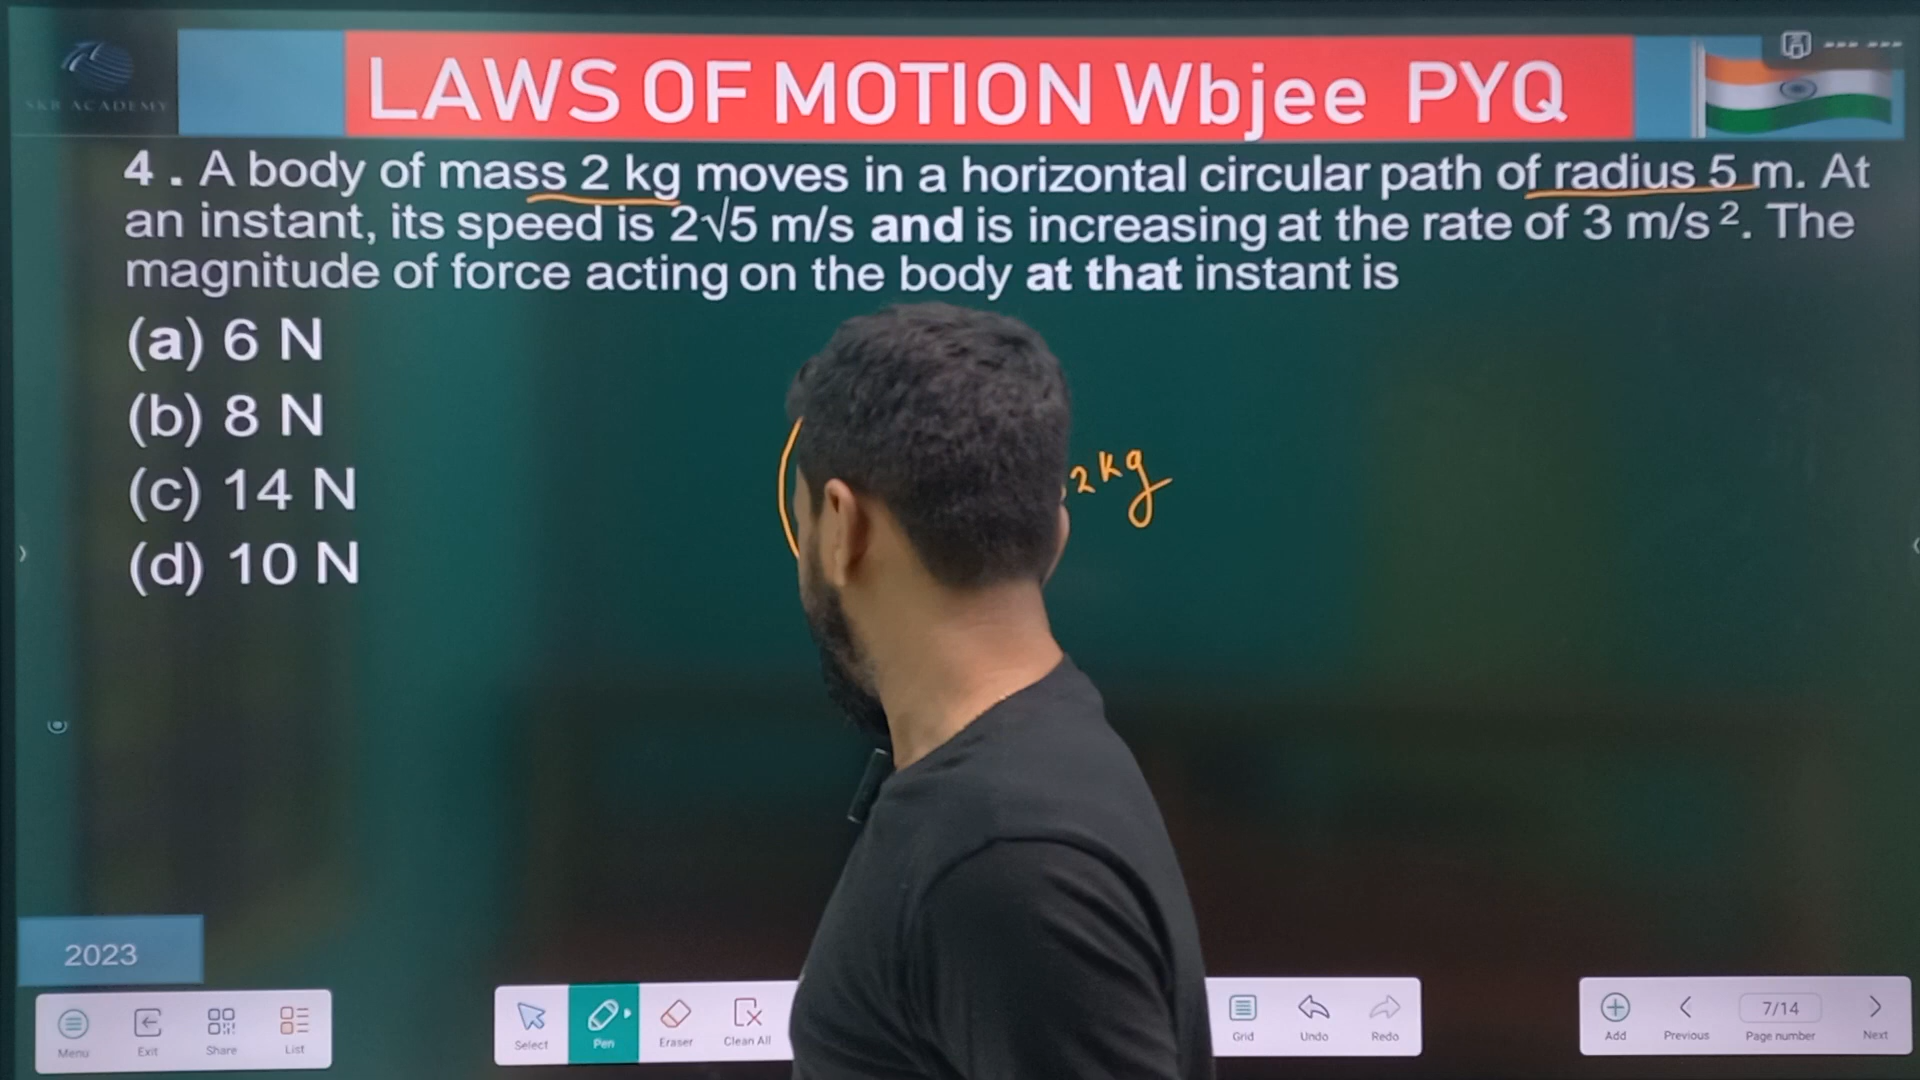 SKB ACADEMY
LAWS OF MOTION Wbjee PYQ
4 . A body of mass 2 kg moves in a horizontal circular path of radius 5 m. At
an instant, its speed is 2√5 m/s and is increasing at the rate of 3 m/s ². The
magnitude of force acting on the body at that instant is
(a) 6 N
(b) 8 N
(c) 14 N
(d) 10 N
2kg
2023
Menu Exit Share List
Select Pen Eraser Clean All
Grid Undo Redo
Add Previous 7/14 Page number Next